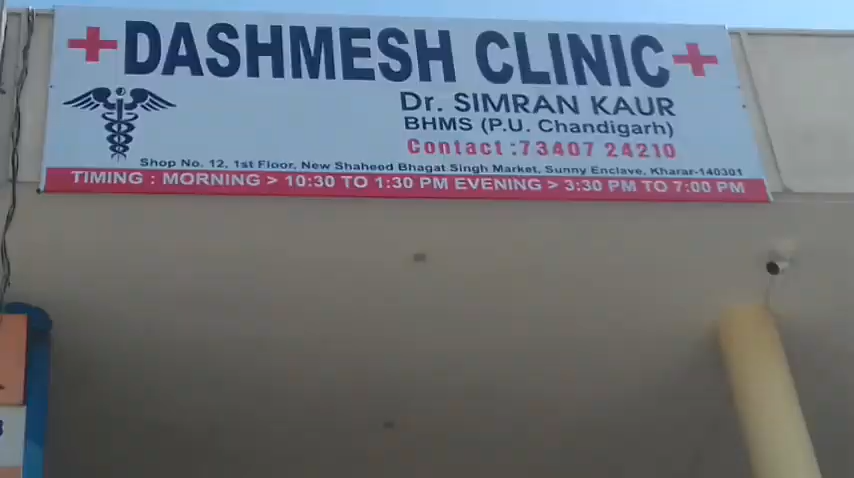 DASHMESH CLINIC
Dr. SIMRAN KAUR
BHMS (P.U. Chandigarh)
Contact :73407 24210
Shop No. 12, 1st Floor, New Shaheed Bhagat Singh Market, Sunny Enclave, Kharar-140301
TIMING : MORNING > 10:30 TO 1:30 PM EVENING > 3:30 PM TO 7:00 PM